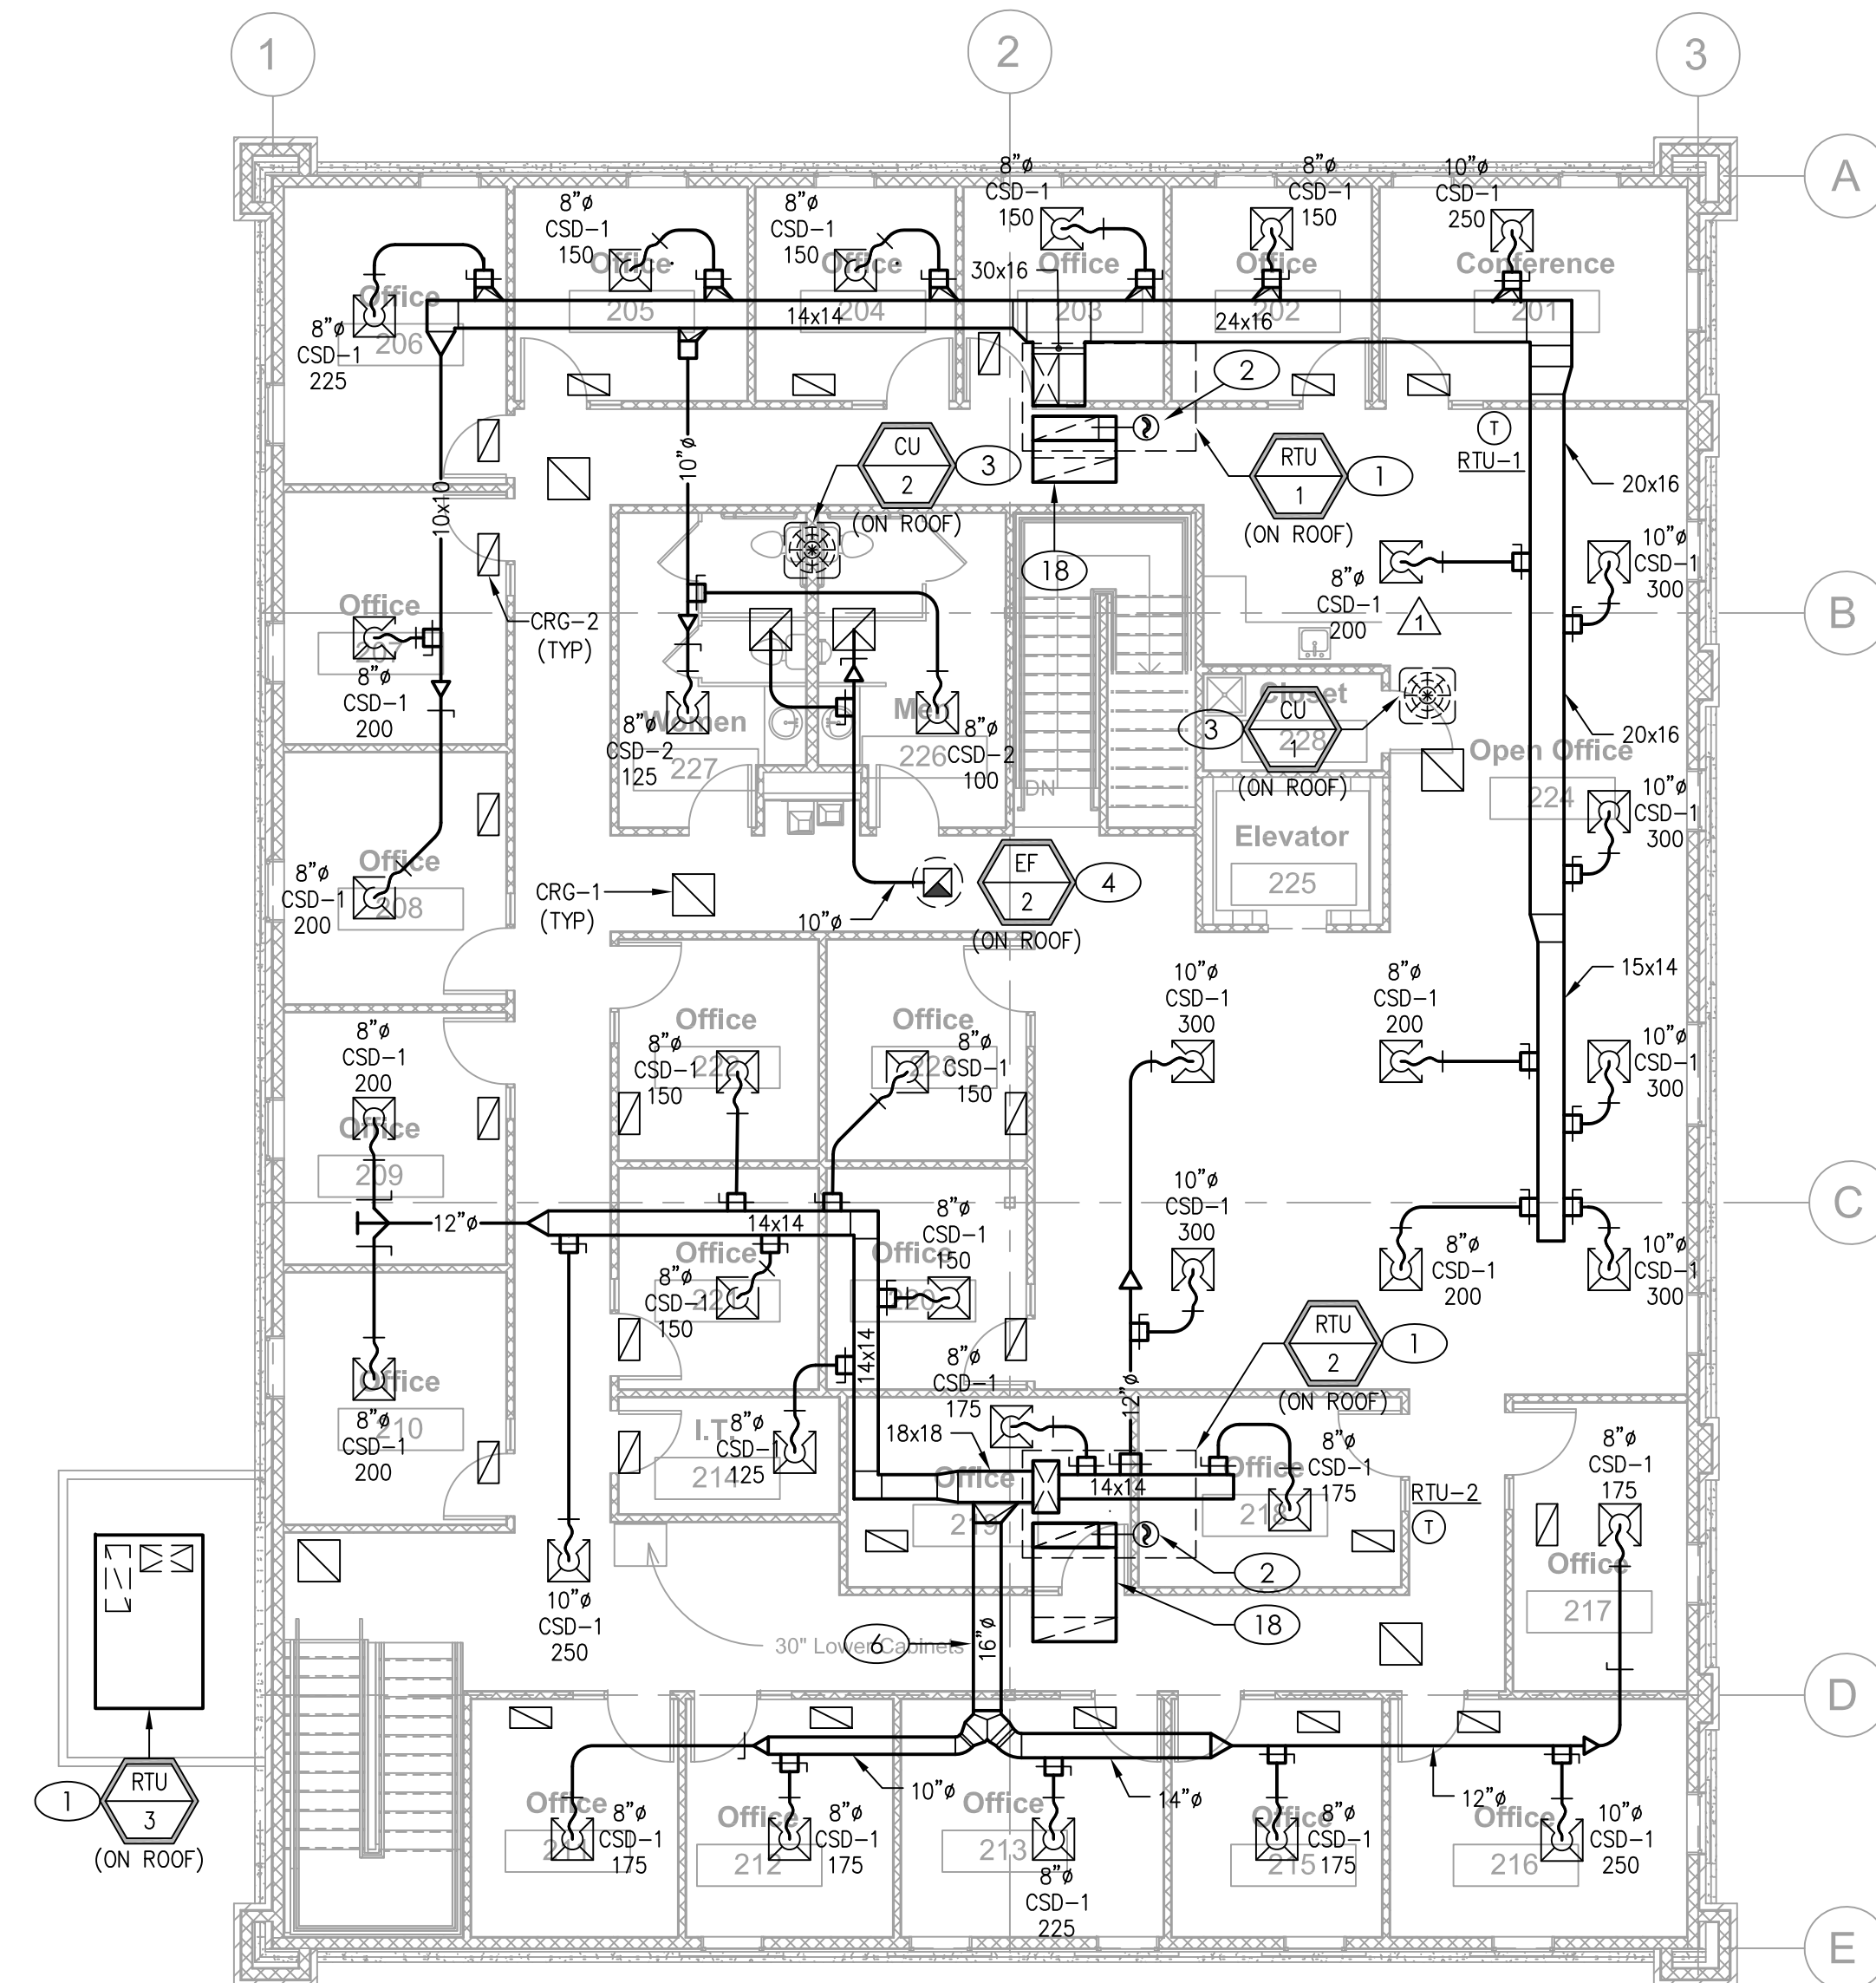 1
2
3
A
B
C
D
E
8"ø
CSD-1
150
8"ø
CSD-1
150
8"ø
CSD-1
150
8"ø
CSD-1
150
10"ø
CSD-1
250
Office
206
Office
205
Office
204
Office
203
Office
202
Conference
201
30x16
14x14
24x16
8"ø
CSD-1
225
2
CU
2
3
(ON ROOF)
RTU
1
1
(ON ROOF)
T
RTU-1
20x16
10"ø
10x10
18
8"ø
CSD-1
200
1
10"ø
CSD-1
300
Office
207
CRG-2
(TYP)
8"ø
CSD-1
200
8"ø
CSD-2
125
Women
227
Men
226
8"ø
CSD-2
100
DN
Closet
228
3
CU
1
(ON ROOF)
20x16
Open Office
224
10"ø
CSD-1
300
Elevator
225
Office
208
8"ø
CSD-1
200
CRG-1
(TYP)
10"ø
EF
2
4
(ON ROOF)
15x14
10"ø
CSD-1
300
8"ø
CSD-1
200
10"ø
CSD-1
300
Office
222
8"ø
CSD-1
150
Office
223
8"ø
CSD-1
150
8"ø
CSD-1
200
Office
209
12"ø
14x14
Office
221
8"ø
CSD-1
150
Office
220
8"ø
CSD-1
150
10"ø
CSD-1
300
8"ø
CSD-1
200
10"ø
CSD-1
300
14x14
RTU
2
1
(ON ROOF)
Office
210
8"ø
CSD-1
200
8"ø
CSD-1
175
12"ø
I.T.
214
8"ø
CSD-1
125
18x18
Office
219
14x14
Office
218
8"ø
CSD-1
175
RTU-2
T
8"ø
CSD-1
175
Office
217
2
18
10"ø
CSD-1
250
30" Lower Cabinets
6
16"ø
1
RTU
3
(ON ROOF)
10"ø
14"ø
12"ø
Office
211
8"ø
CSD-1
175
Office
212
8"ø
CSD-1
175
Office
213
8"ø
CSD-1
225
Office
215
8"ø
CSD-1
175
Office
216
10"ø
CSD-1
250